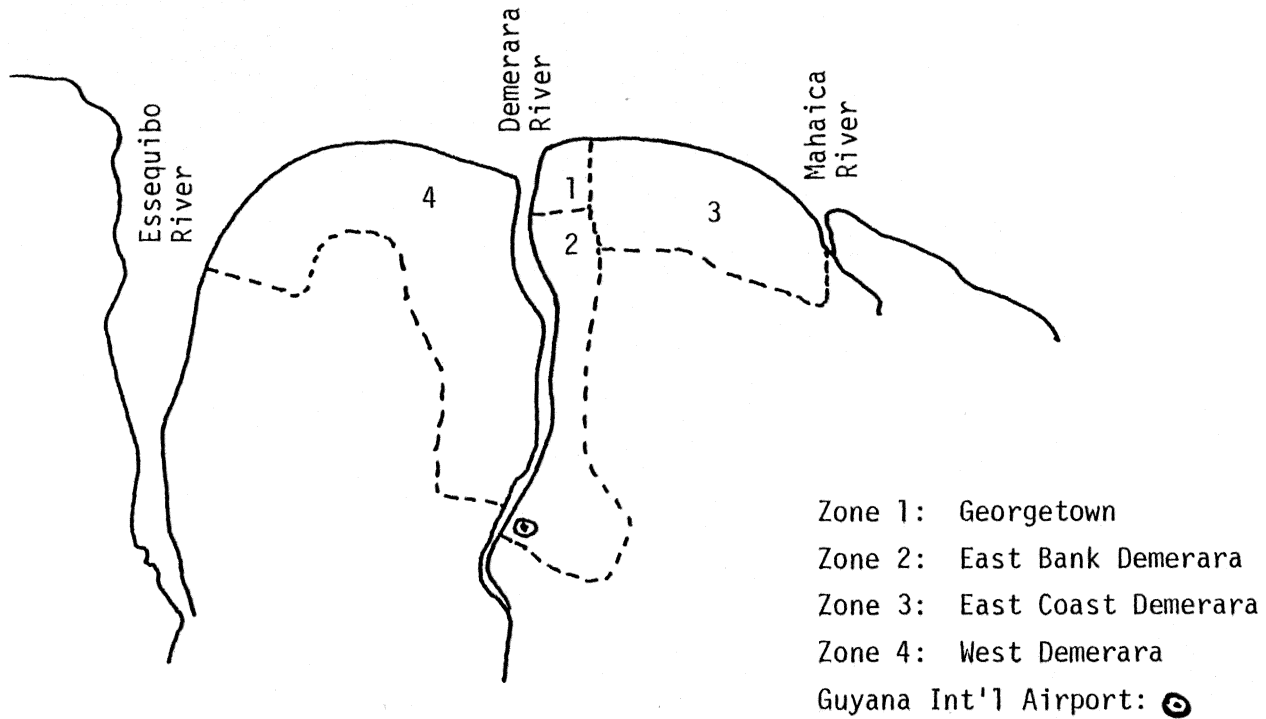 Essequibo
River
Demerara
River
Mahaica
River
4
1
2
3
Zone 1: Georgetown
Zone 2: East Bank Demerara
Zone 3: East Coast Demerara
Zone 4: West Demerara
Guyana Int'l Airport: